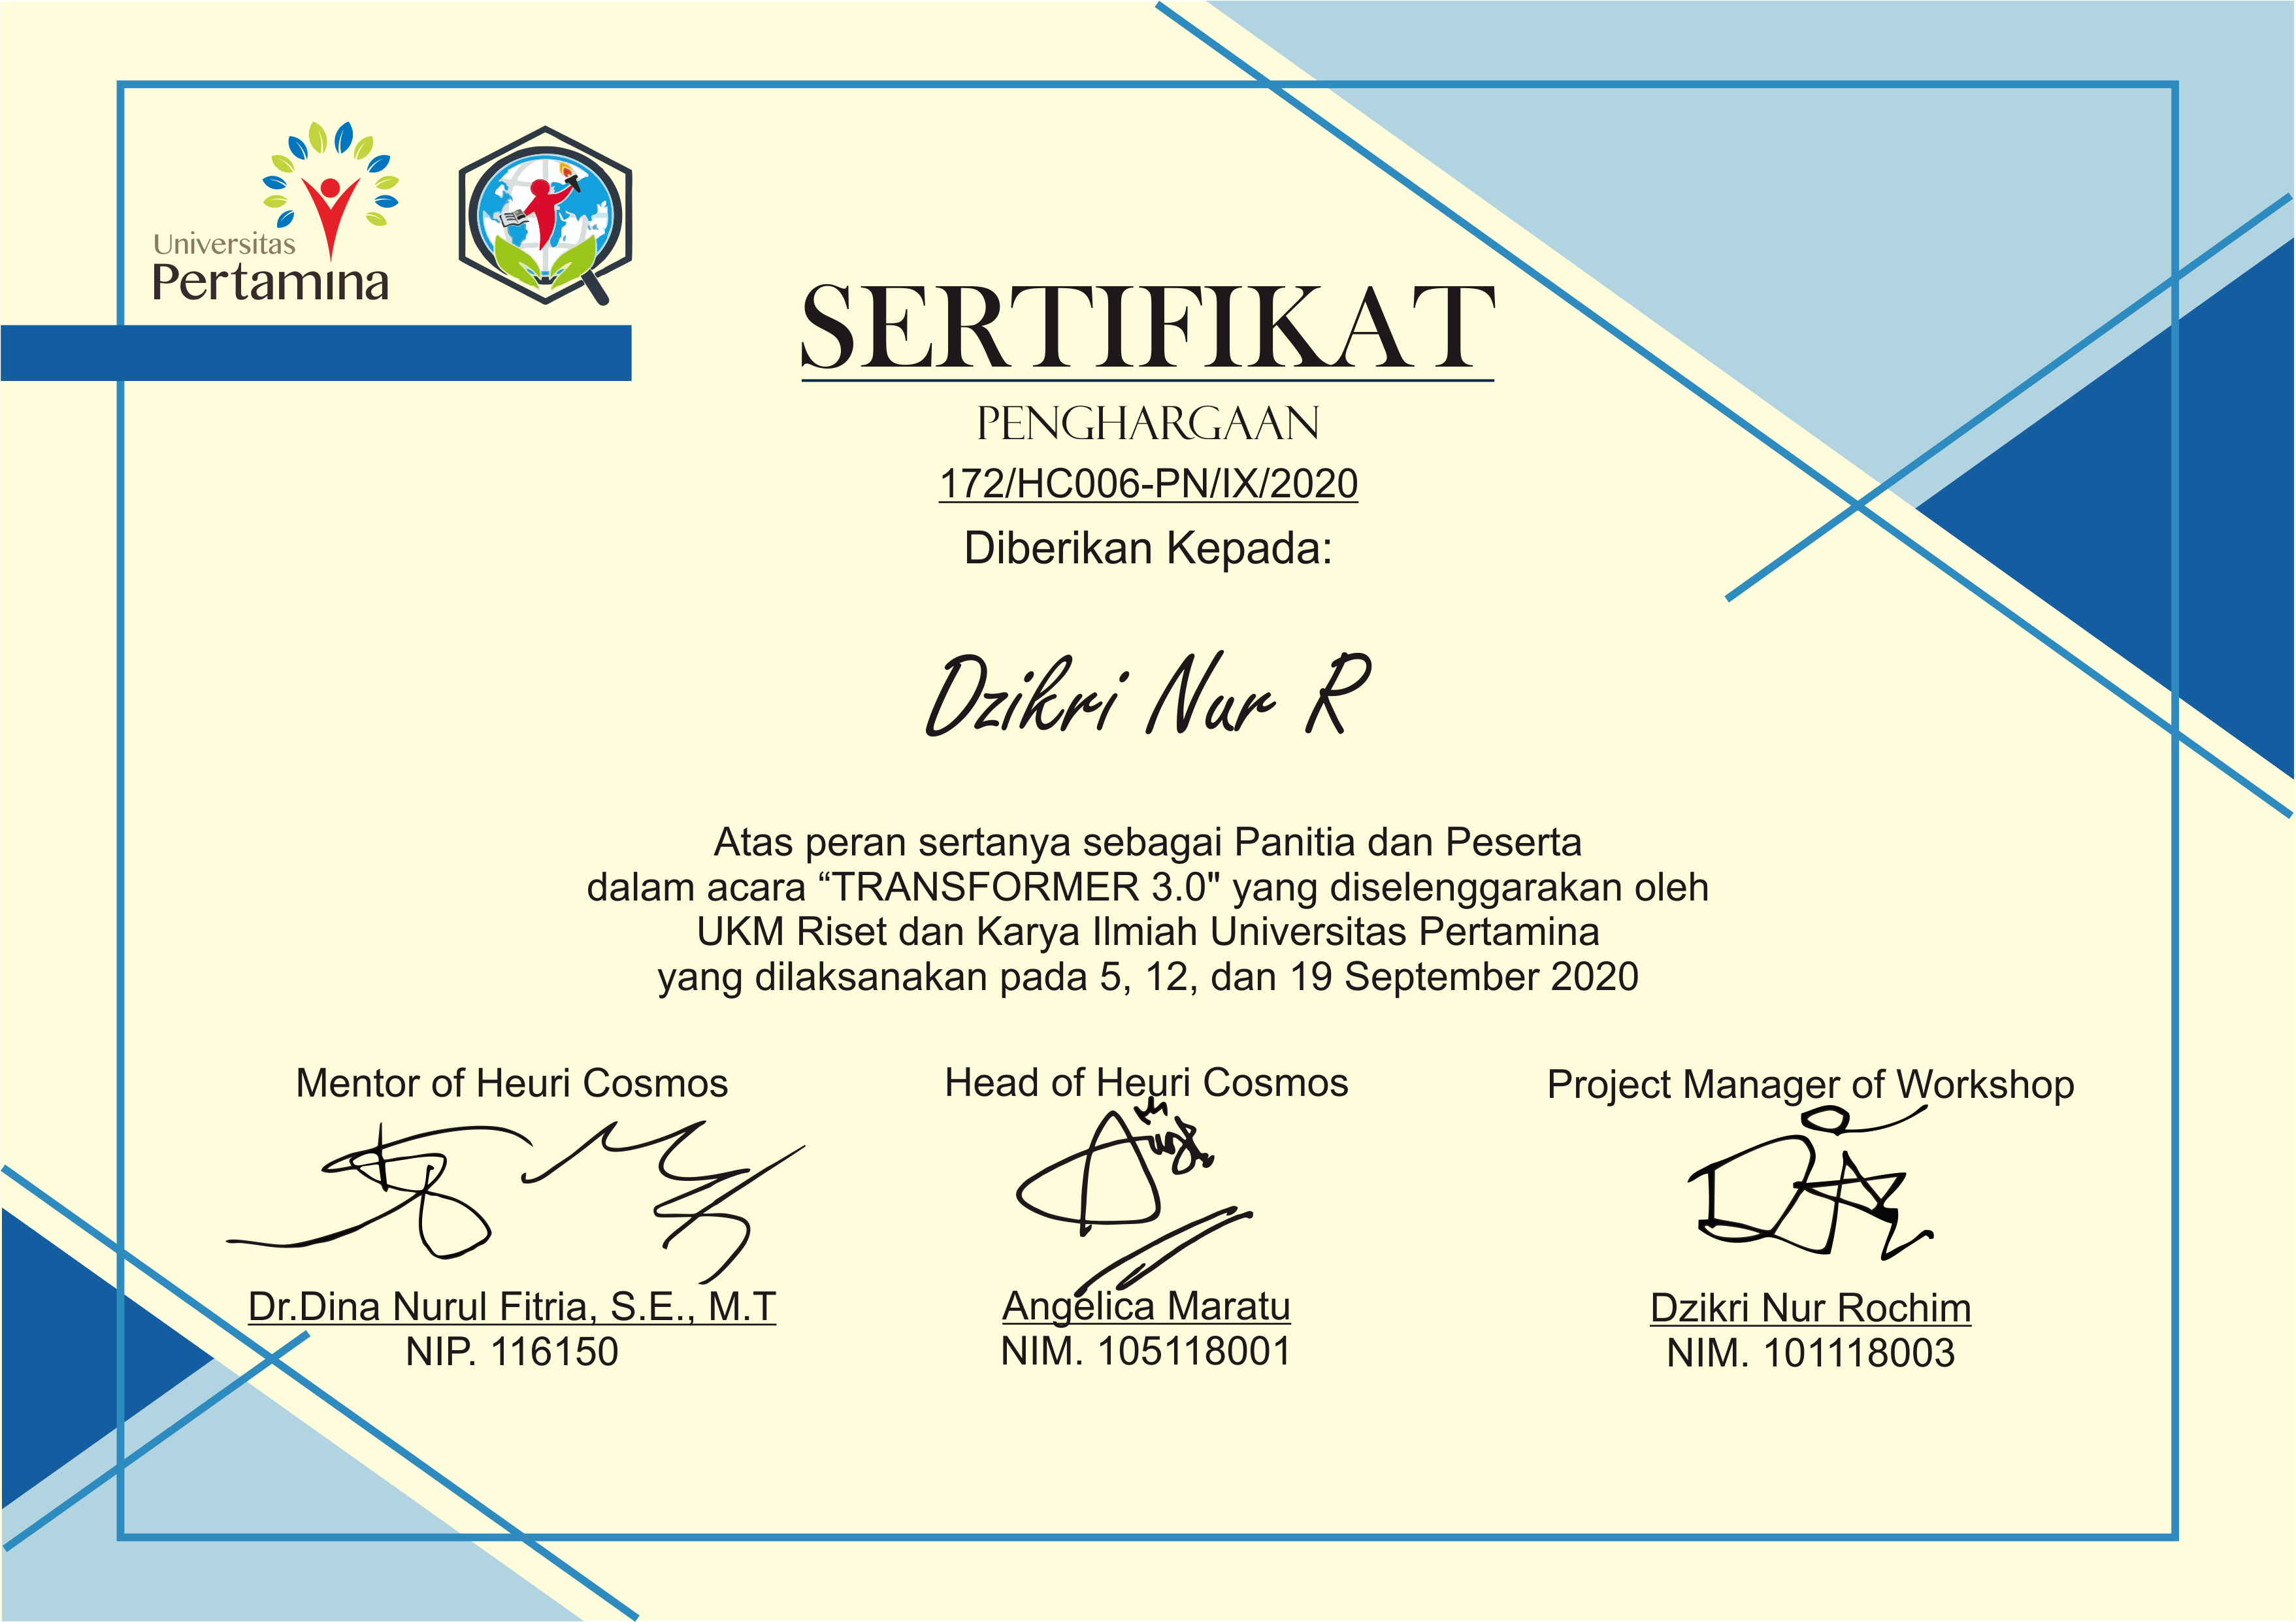 Universitas
Pertamina
SERTIFIKAT
PENGHARGAAN
172/HC006-PN/IX/2020
Diberikan Kepada:
Dzikri Nur R
Atas peran sertanya sebagai Panitia dan Peserta
dalam acara “TRANSFORMER 3.0" yang diselenggarakan oleh
UKM Riset dan Karya Ilmiah Universitas Pertamina
yang dilaksanakan pada 5, 12, dan 19 September 2020
Mentor of Heuri Cosmos
Dr.Dina Nurul Fitria, S.E., M.T
NIP. 116150
Head of Heuri Cosmos
Angelica Maratu
NIM. 105118001
Project Manager of Workshop
Dzikri Nur Rochim
NIM. 101118003